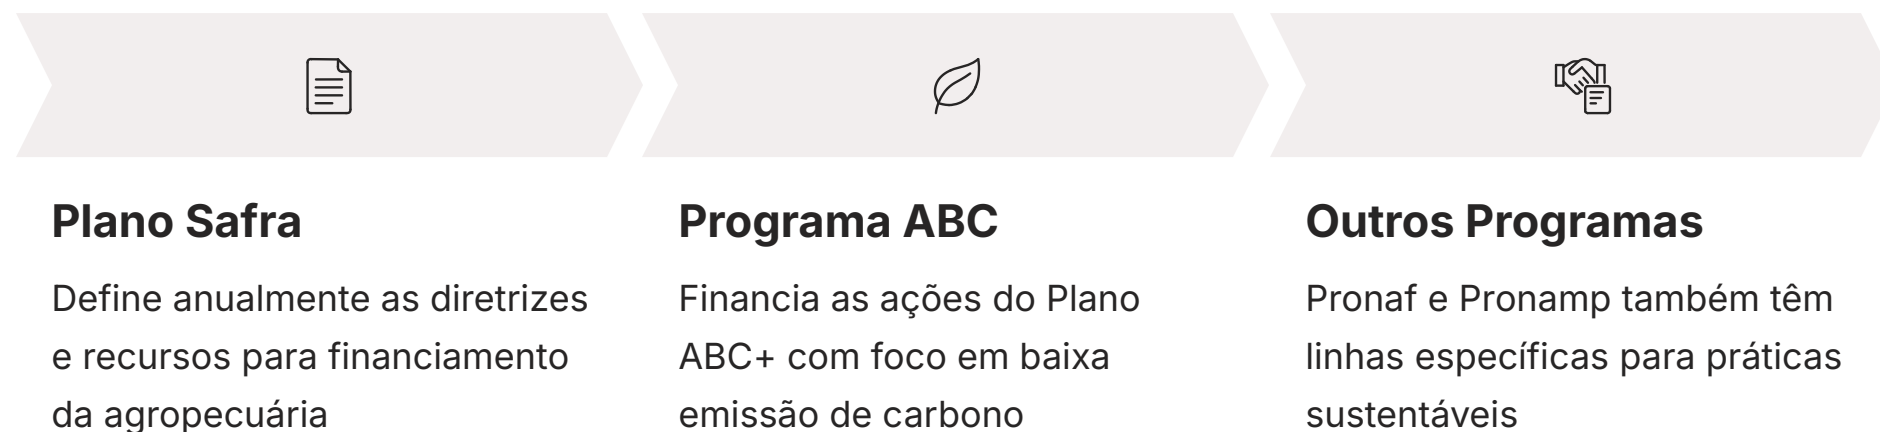 Plano Safra
Define anualmente as diretrizes
e recursos para financiamento
da agropecuária
Programa ABC
Financia as ações do Plano
ABC+ com foco em baixa
emissão de carbono
Outros Programas
Pronaf e Pronamp também têm
linhas específicas para práticas
sustentáveis